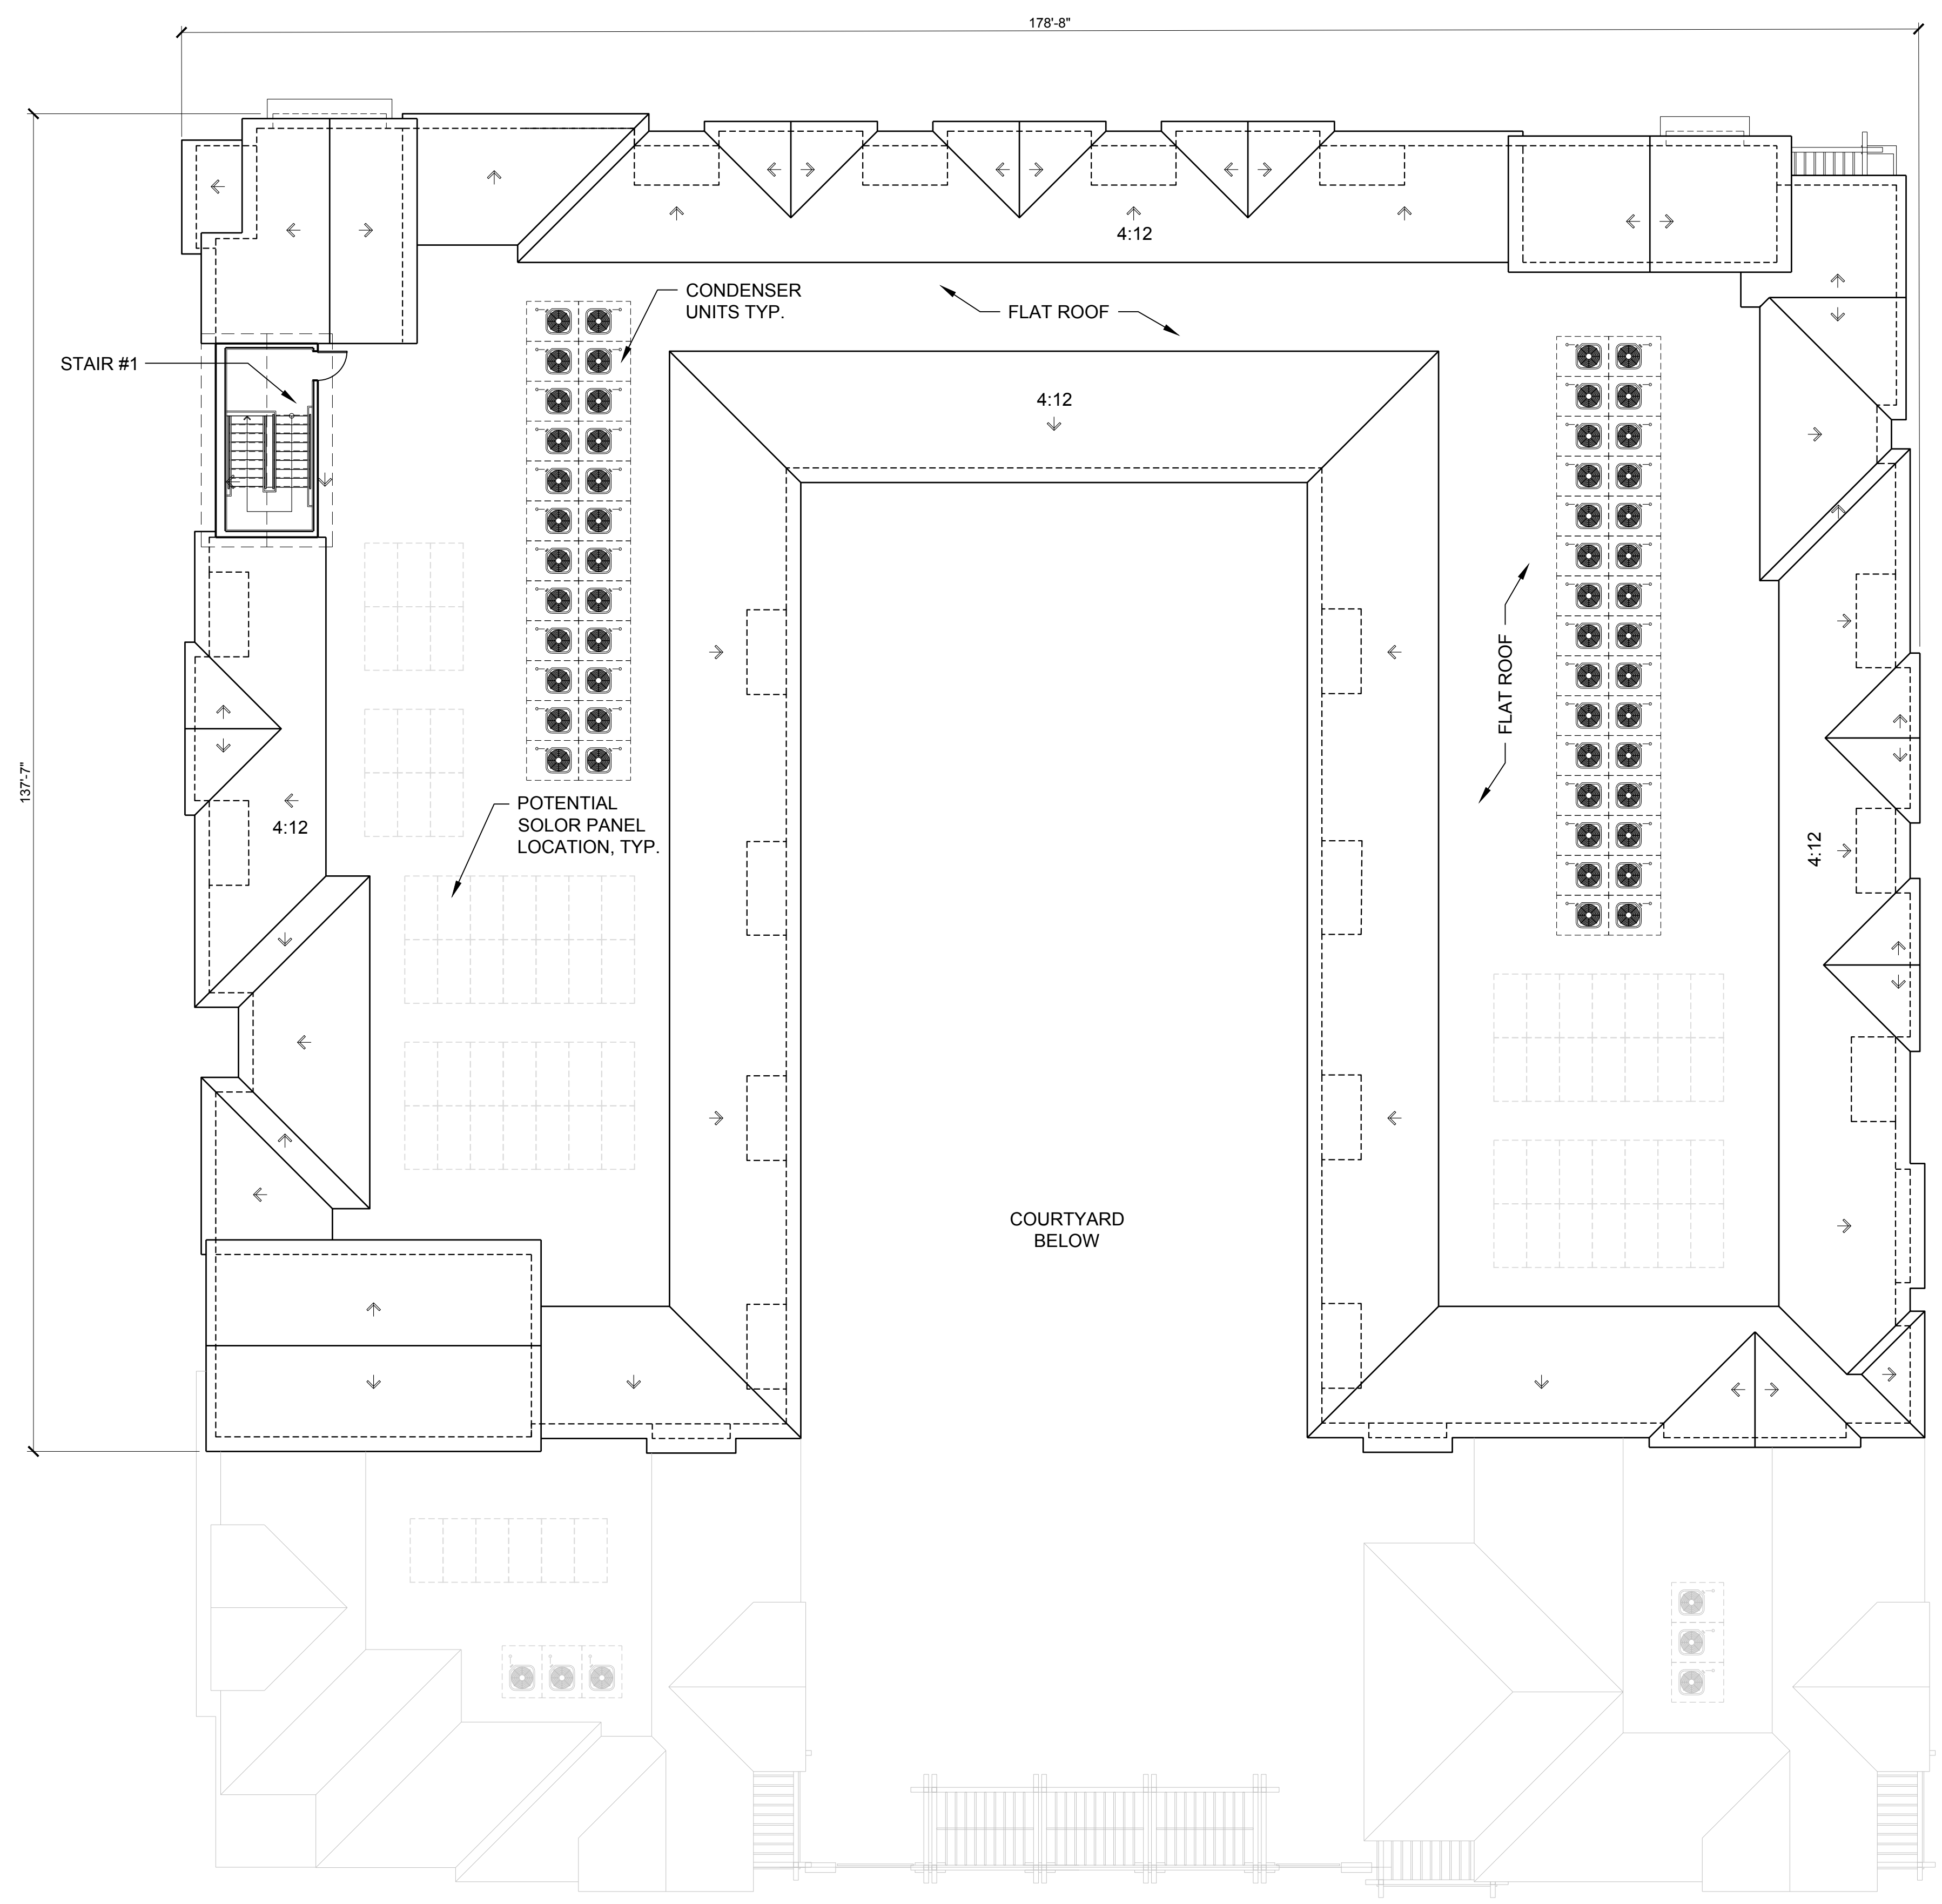 178'-8"
4:12
CONDENSER
UNITS TYP.
FLAT ROOF
STAIR #1
4:12
FLAT ROOF
137'-7"
POTENTIAL
SOLOR PANEL
LOCATION, TYP.
4:12
4:12
COURTYARD
BELOW